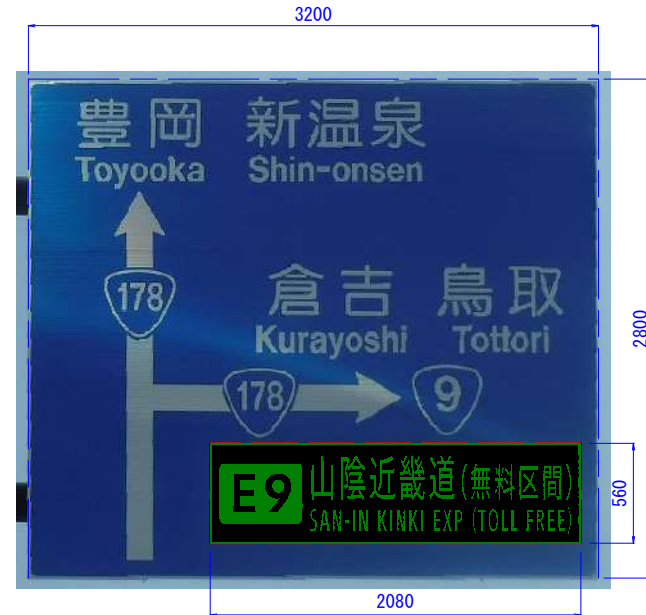 3200
豊岡 新温泉
Toyooka Shin-onsen
178
倉吉 鳥取
Kurayoshi Tottori
2800
178 9
E9 山陰近畿道(無料区間)
SAN-IN KINKI EXP (TOLL FREE)
560
2080